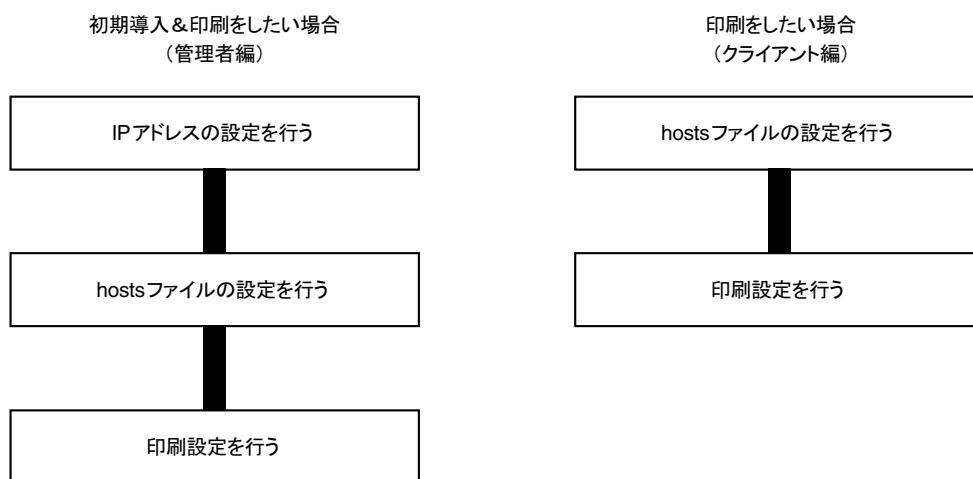 初期導入＆印刷をしたい場合
（管理者編）
IPアドレスの設定を行う
hostsファイルの設定を行う
印刷設定を行う
印刷をしたい場合
（クライアント編）
hostsファイルの設定を行う
印刷設定を行う